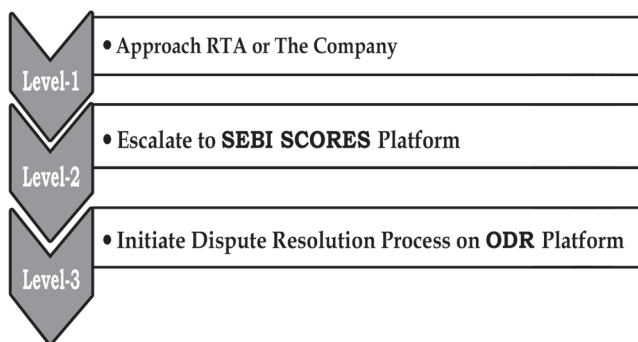 • Approach RTA or The Company
Level-1
• Escalate to SEBI SCORES Platform
Level-2
• Initiate Dispute Resolution Process on ODR Platform
Level-3